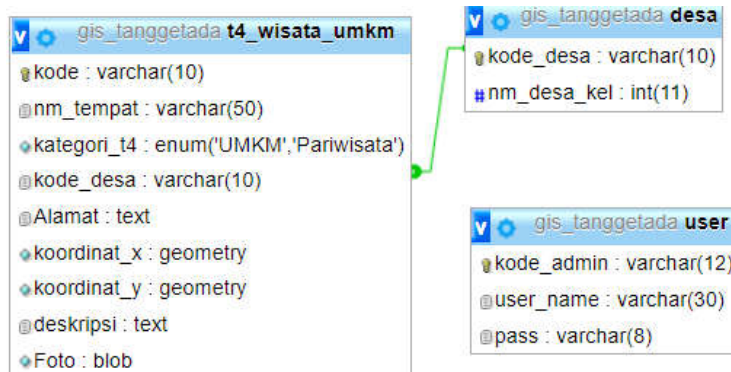 gis_tanggetada t4_wisata_umkm
kode : varchar(10)
nm_tempat : varchar(50)
kategori_t4 : enum('UMKM','Pariwisata')
kode_desa : varchar(10)
Alamat : text
koordinat_x : geometry
koordinat_y : geometry
deskripsi : text
Foto : blob
gis_tanggetada desa
kode_desa : varchar(10)
# nm_desa_kel : int(11)
gis_tanggetada user
kode_admin : varchar(12)
user_name : varchar(30)
pass : varchar(8)